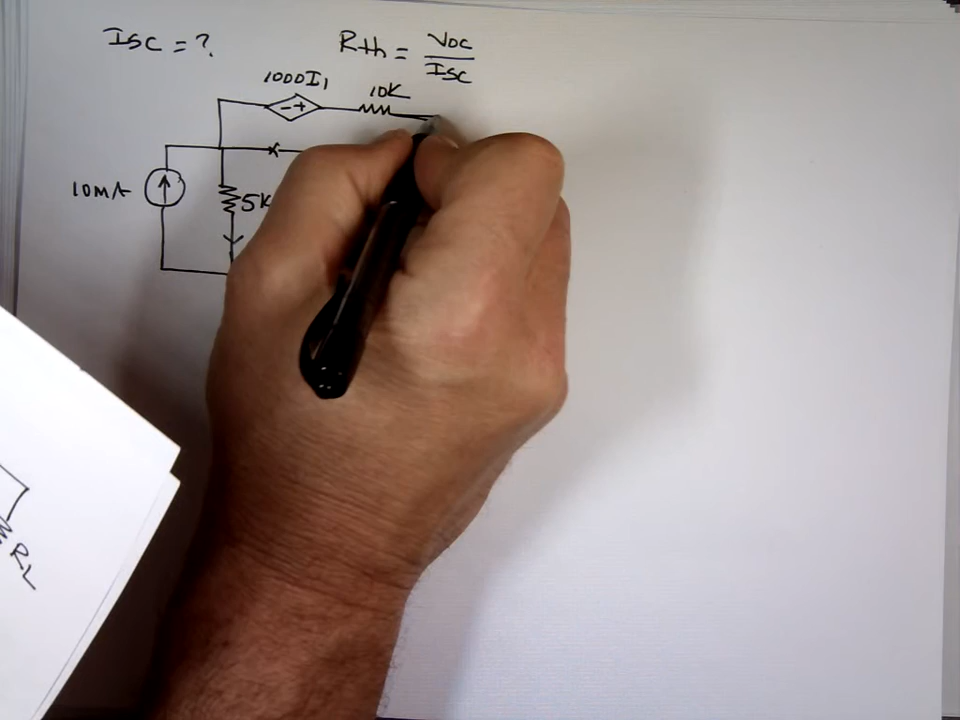 Isc = ?
Rth = Voc
Isc
1000I1
10K
- +
10mA
5K
RL